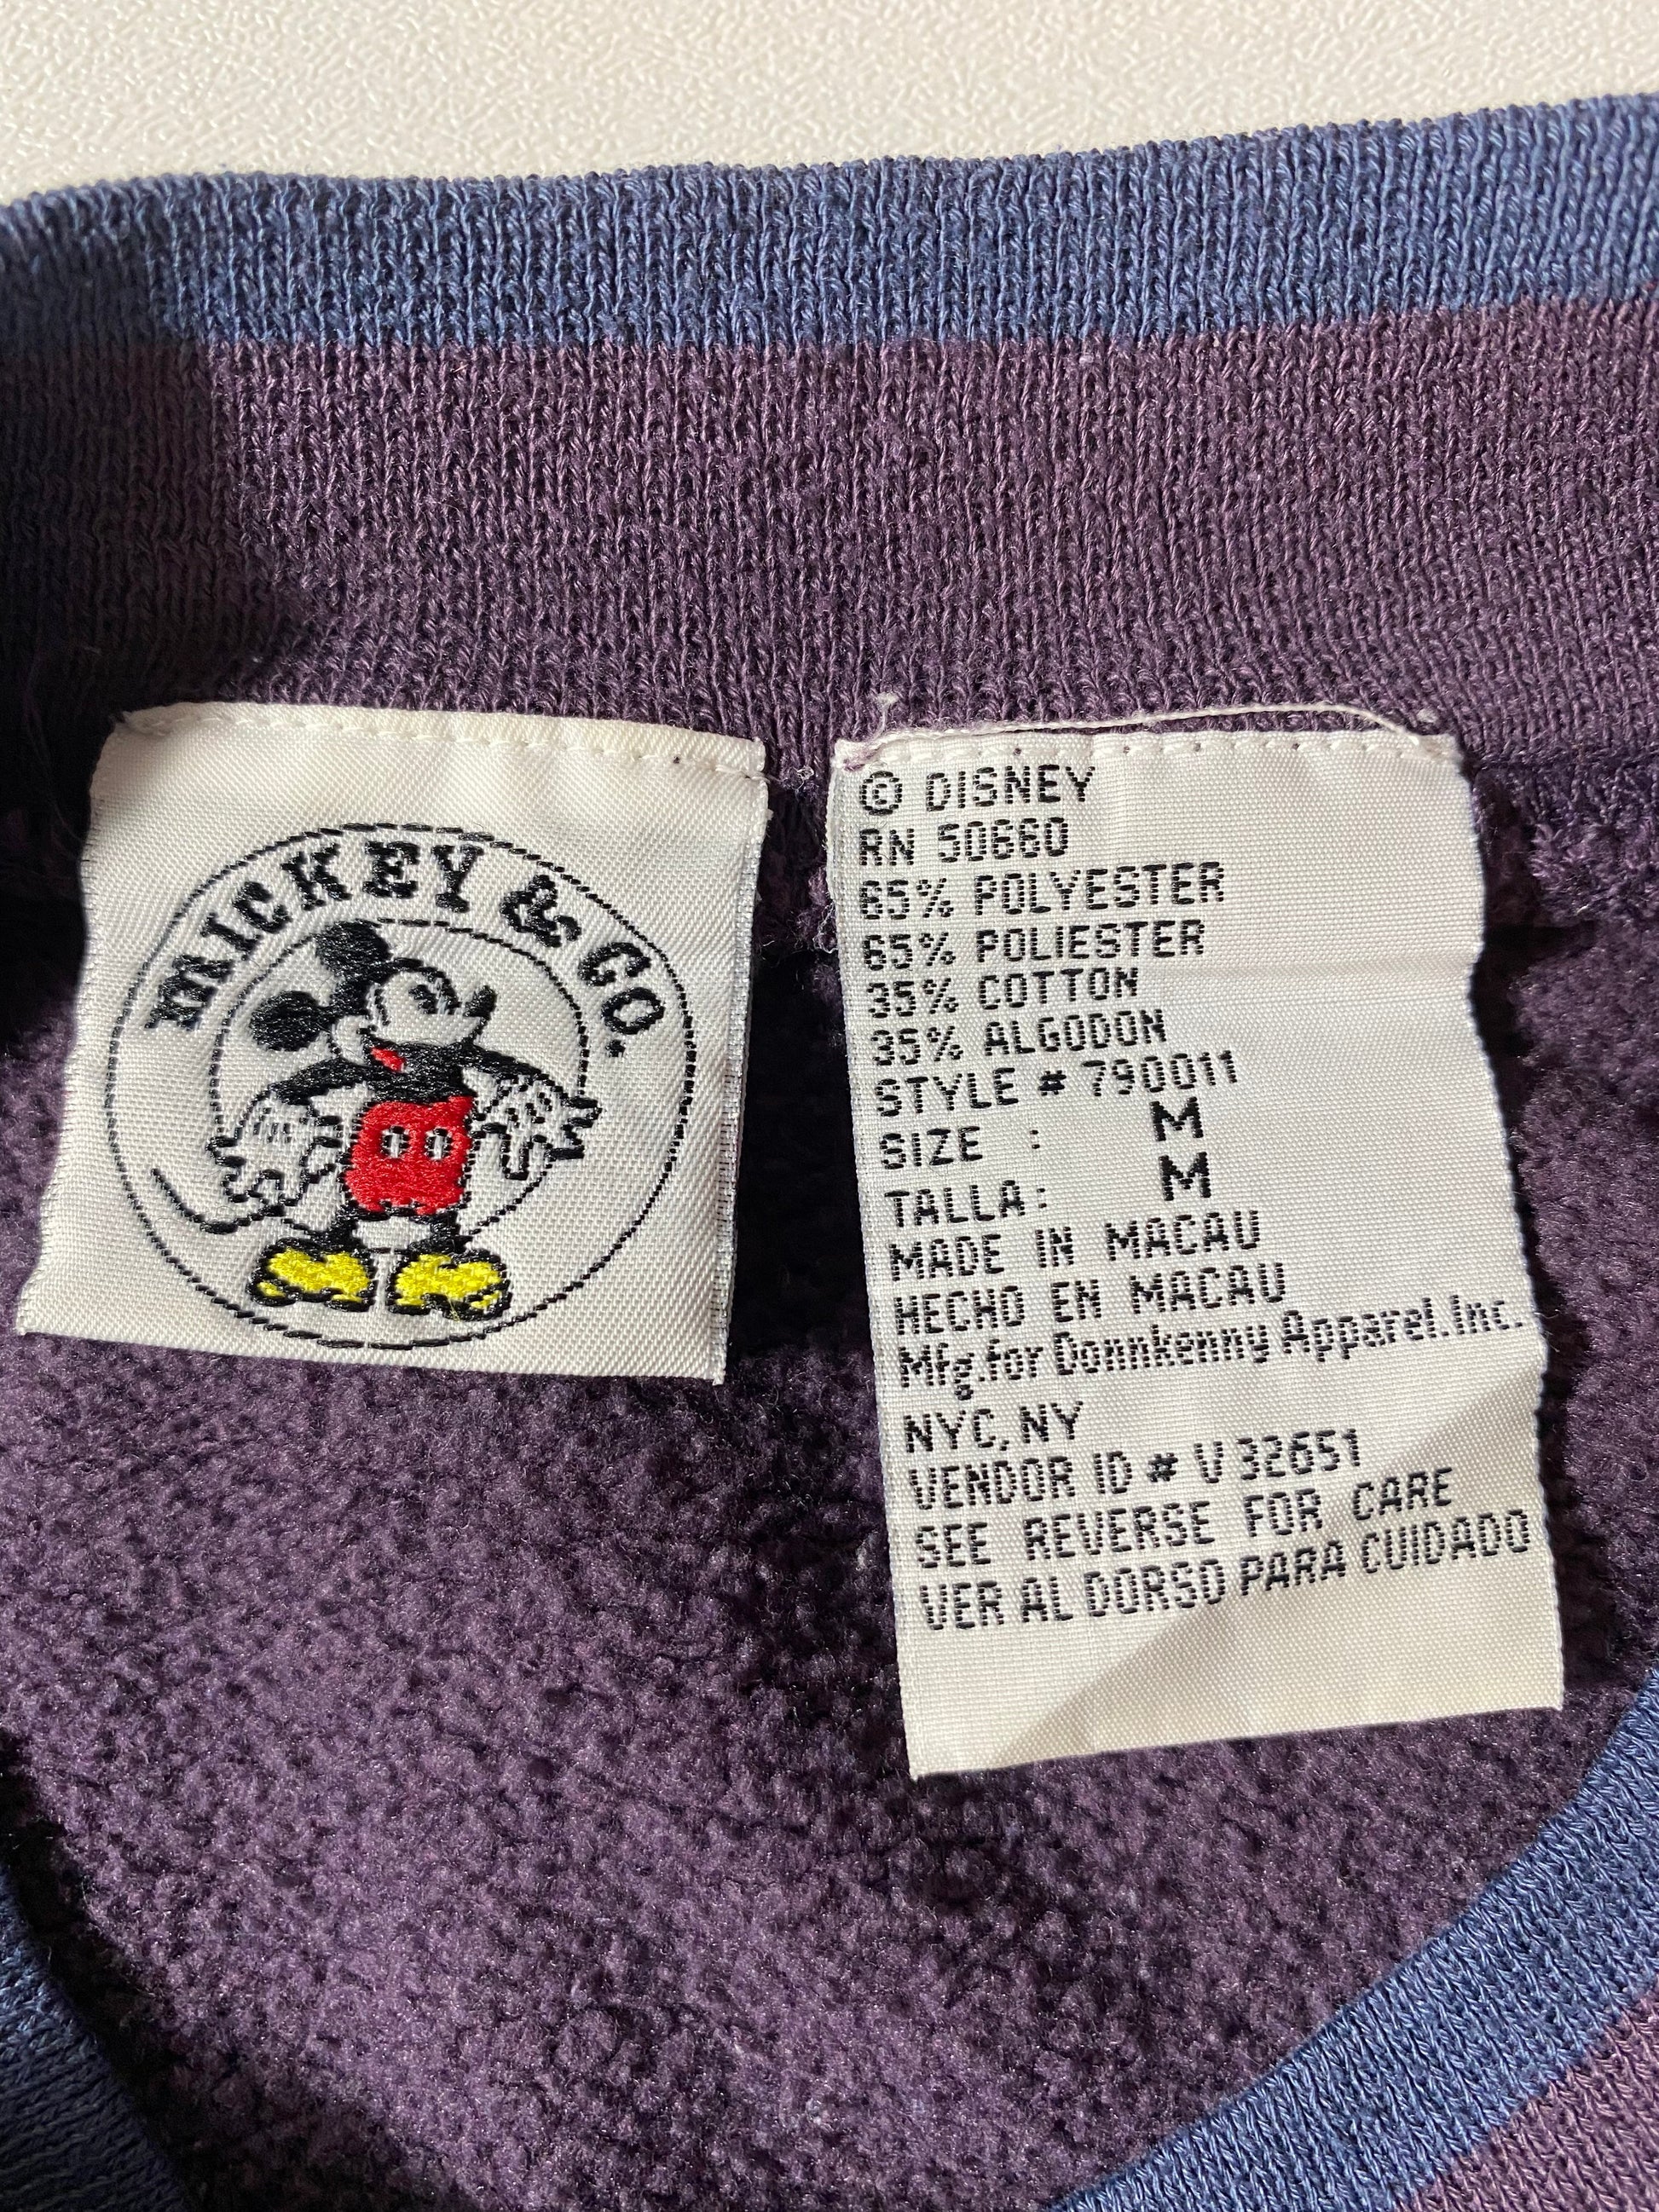 MICKEY & CO.
© DISNEY
RN 50660
65% POLYESTER
65% POLIESTER
35% COTTON
35% ALGODON
STYLE # 790011
SIZE : M
TALLA: M
MADE IN MACAU
HECHO EN MACAU
Mfg.for Donnkenny Apparel.Inc.
NYC, NY
VENDOR ID # V32651
SEE REVERSE FOR CARE
VER AL DORSO PARA CUIDADO